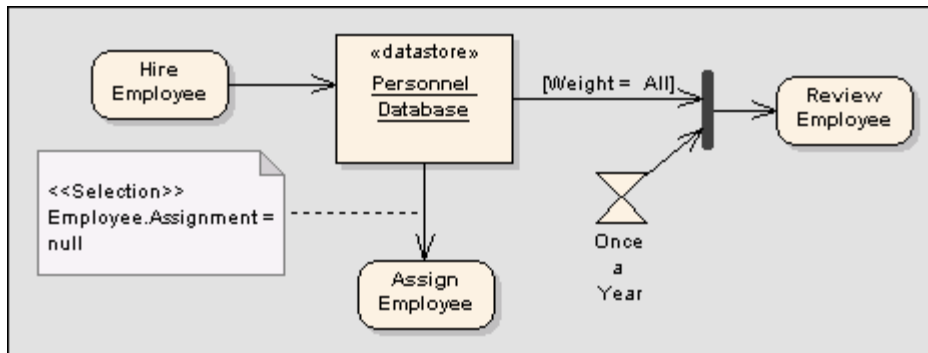 Hire
Employee
«datastore»
Personnel
Database
[Weight = All]
Review
Employee
<<Selection>>
Employee.Assignment =
null
Once
a
Year
Assign
Employee